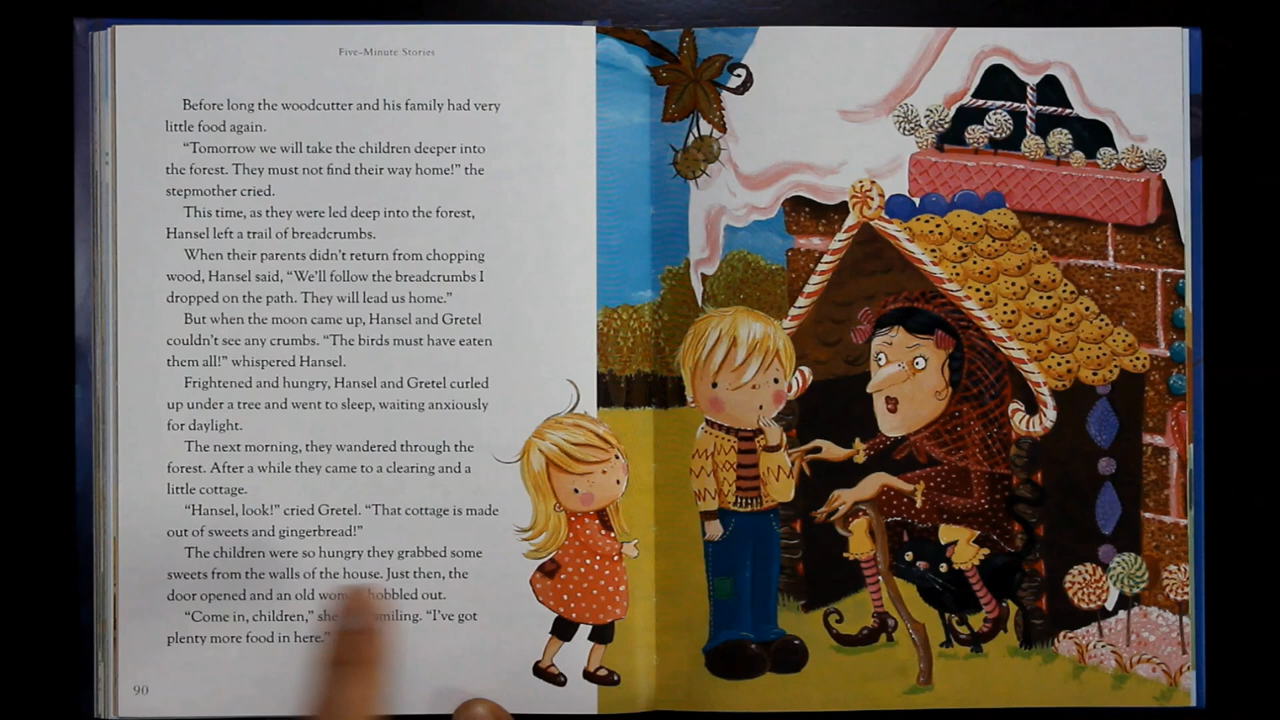 Five-Minute Stories
Before long the woodcutter and his family had very
little food again.
"Tomorrow we will take the children deeper into
the forest. They must not find their way home!" the
stepmother cried.
This time, as they were led deep into the forest,
Hansel left a trail of breadcrumbs.
When their parents didn't return from chopping
wood, Hansel said, "We'll follow the breadcrumbs I
dropped on the path. They will lead us home."
But when the moon came up, Hansel and Gretel
couldn't see any crumbs. "The birds must have eaten
them all!" whispered Hansel.
Frightened and hungry, Hansel and Gretel curled
up under a tree and went to sleep, waiting anxiously
for daylight.
The next morning, they wandered through the
forest. After a while they came to a clearing and a
little cottage.
"Hansel, look!" cried Gretel. "That cottage is made
out of sweets and gingerbread!"
The children were so hungry they grabbed some
sweets from the walls of the house. Just then, the
door opened and an old woman hobbled out.
"Come in, children," she smiling. "I've got
plenty more food in here."
90